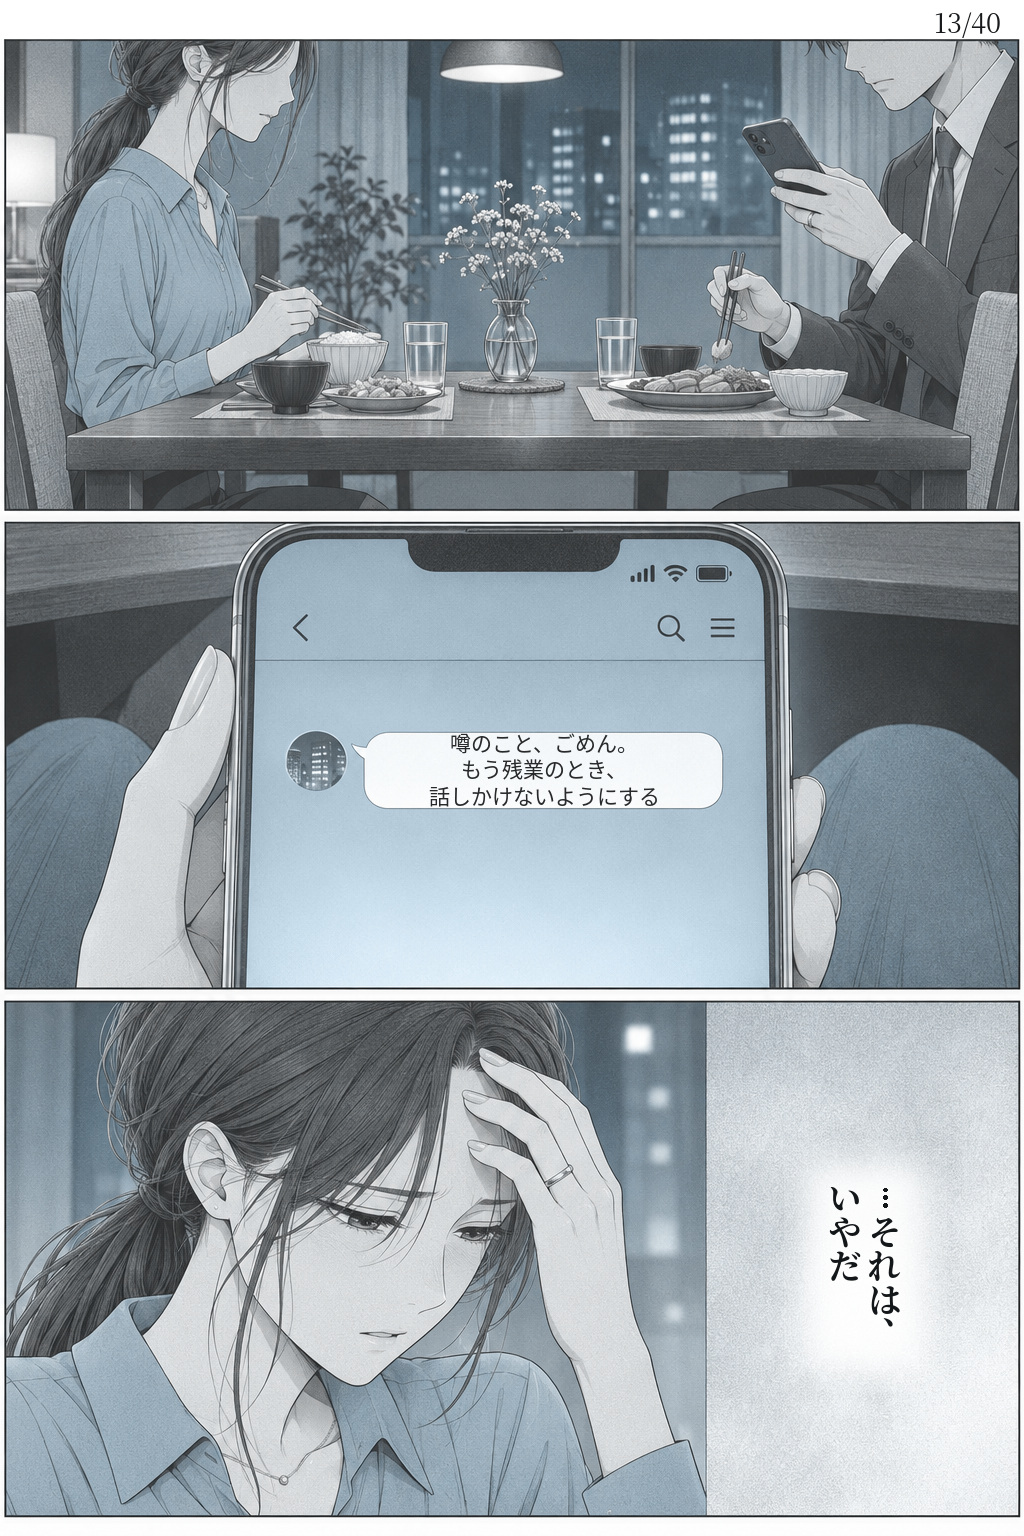 13/40
噂のこと、ごめん。
もう残業のとき、
話しかけないようにする
…それは、
いやだ